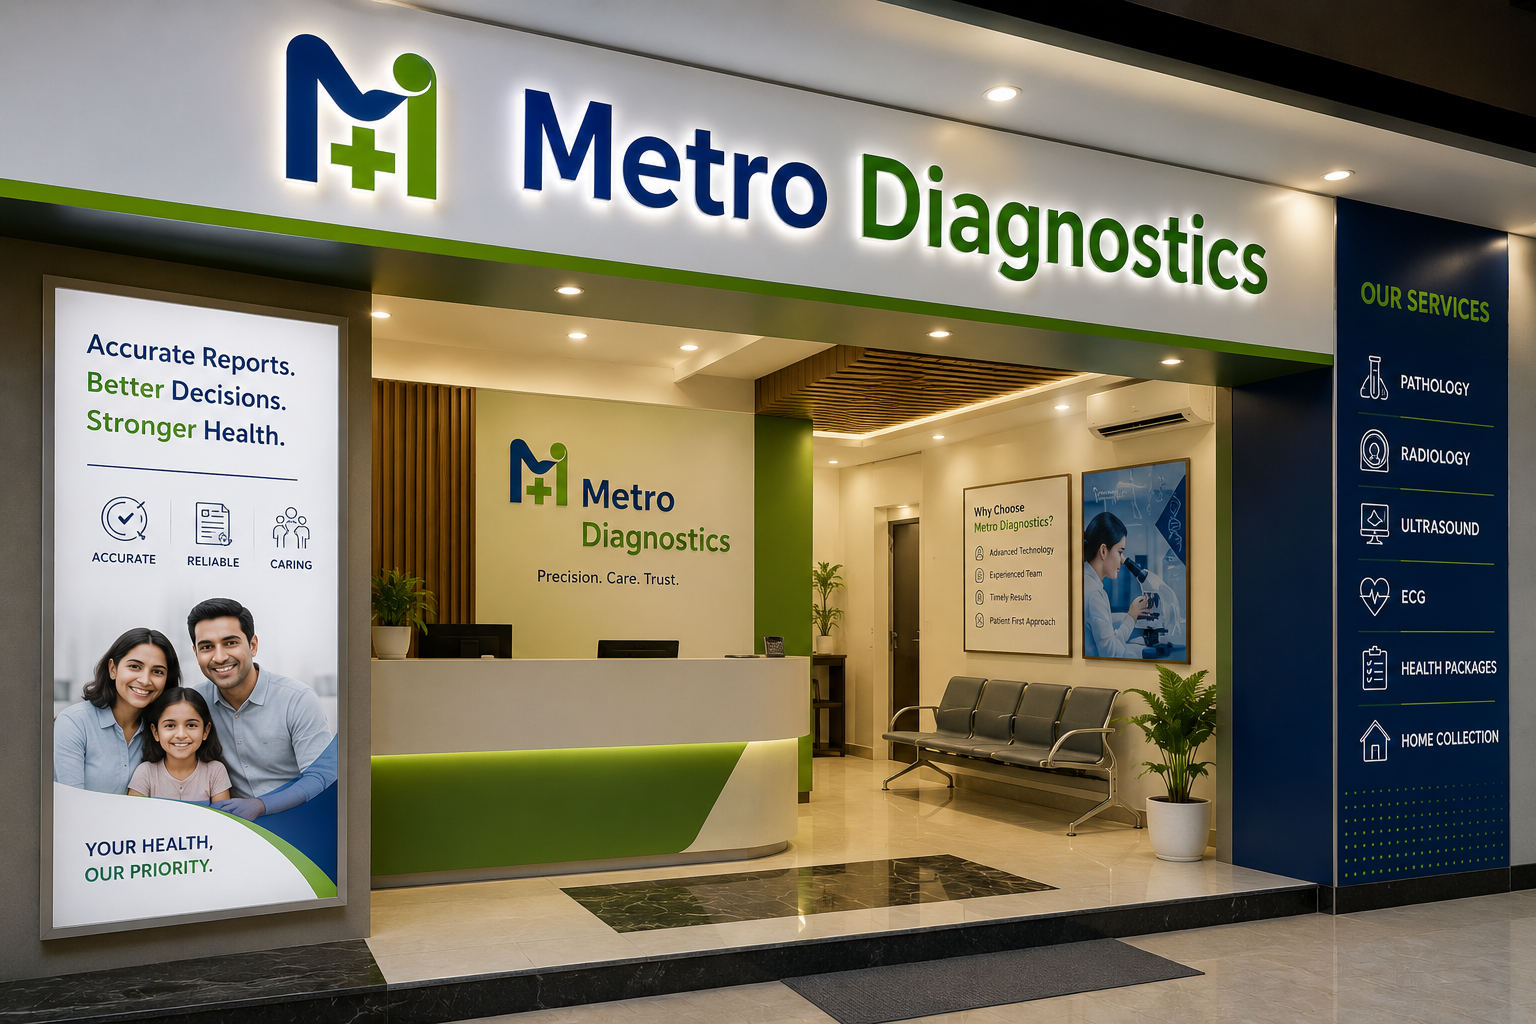 Metro Diagnostics
Accurate Reports.
Better Decisions.
Stronger Health.
ACCURATE
RELIABLE
CARING
YOUR HEALTH,
OUR PRIORITY.
Metro
Diagnostics
Precision. Care. Trust.
Why Choose
Metro Diagnostics?
Advanced Technology
Experienced Team
Timely Results
Patient First Approach
OUR SERVICES
PATHOLOGY
RADIOLOGY
ULTRASOUND
ECG
HEALTH PACKAGES
HOME COLLECTION